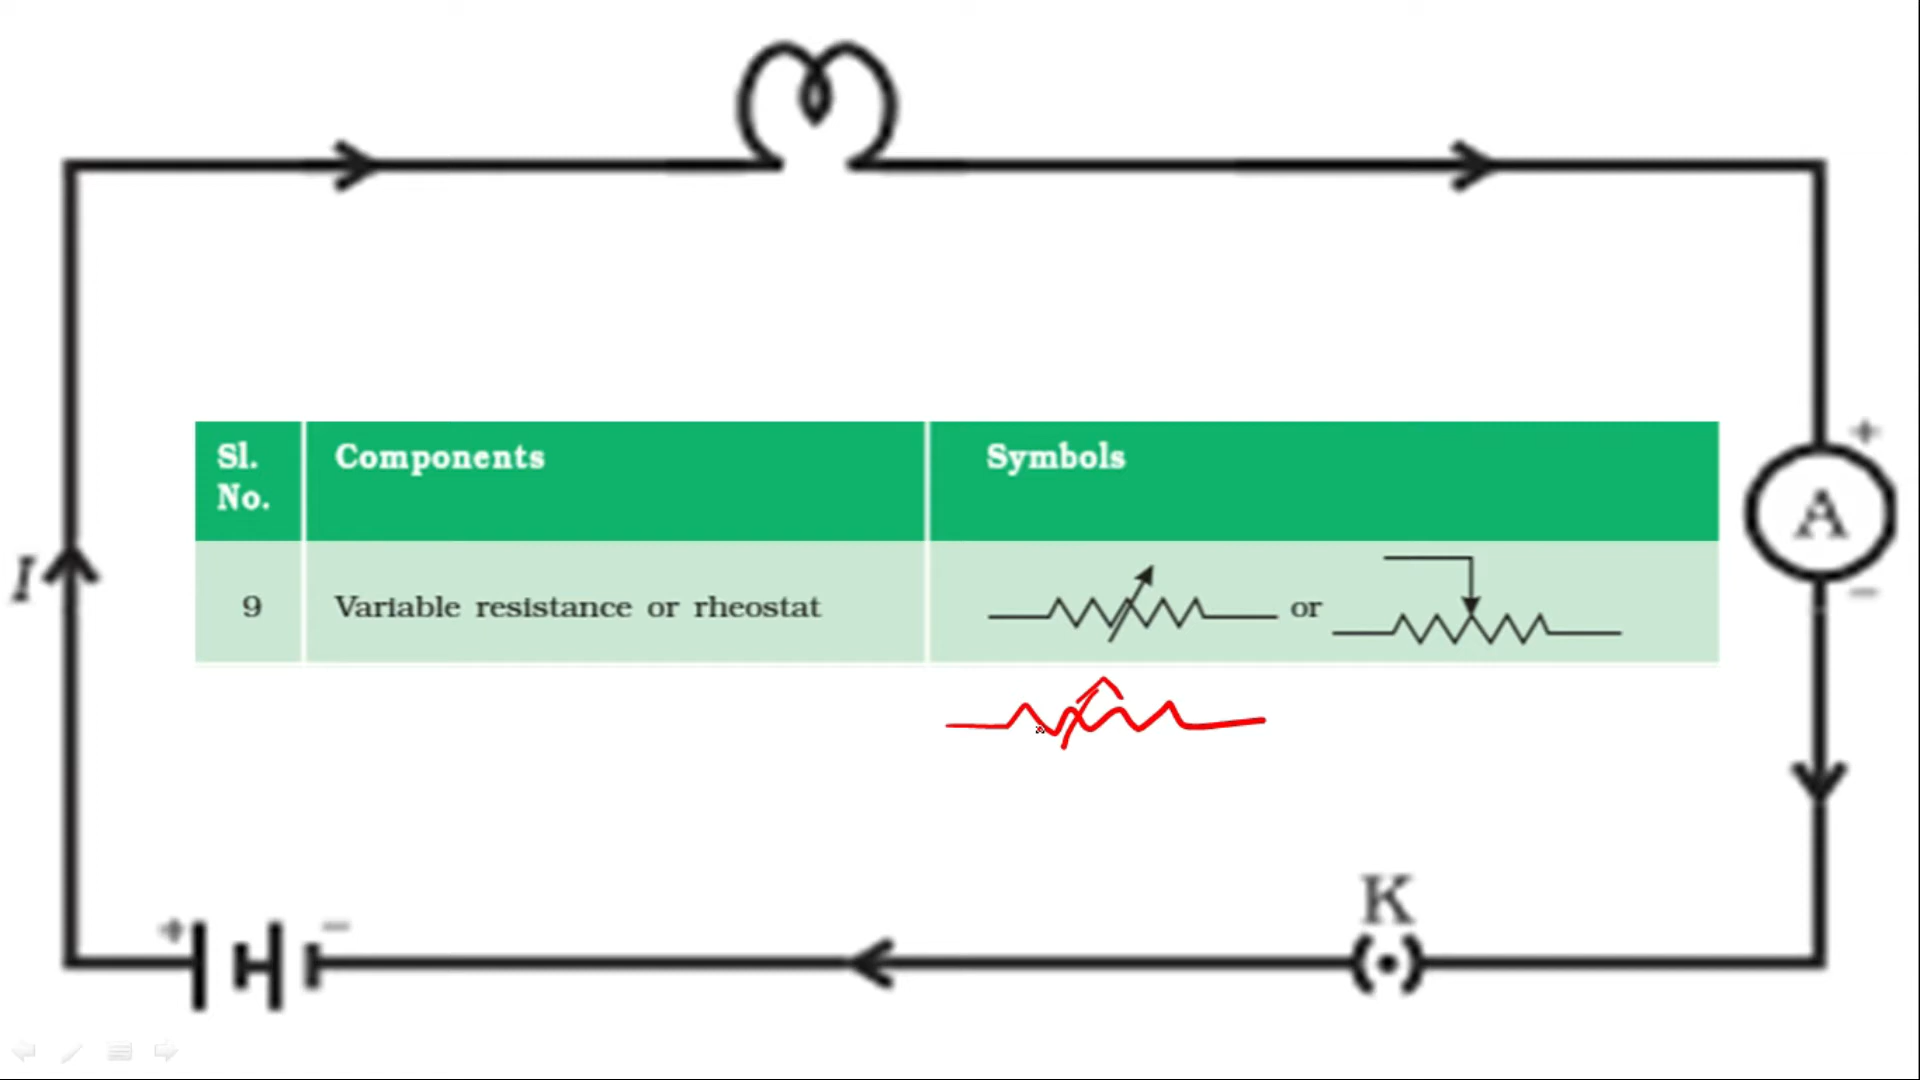 +
A
I
−
Sl. No. Components Symbols
9 Variable resistance or rheostat or
K
+ −